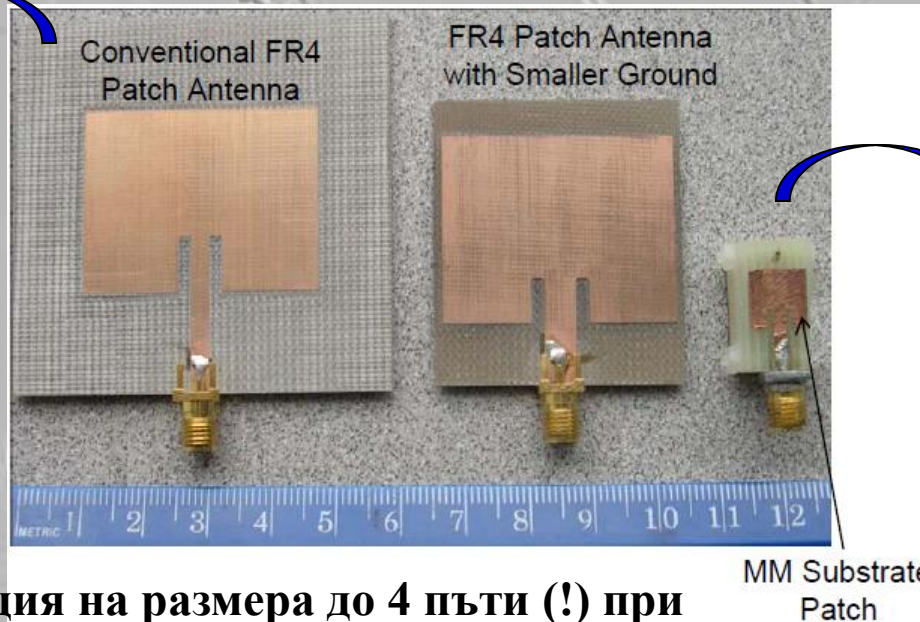 Conventional FR4
Patch Antenna
FR4 Patch Antenna
with Smaller Ground
METRIC 1 2 3 4 5 6 7 8 9 10 11 12
MM Substrate
Patch
ция на размера до 4 пъти (!) при